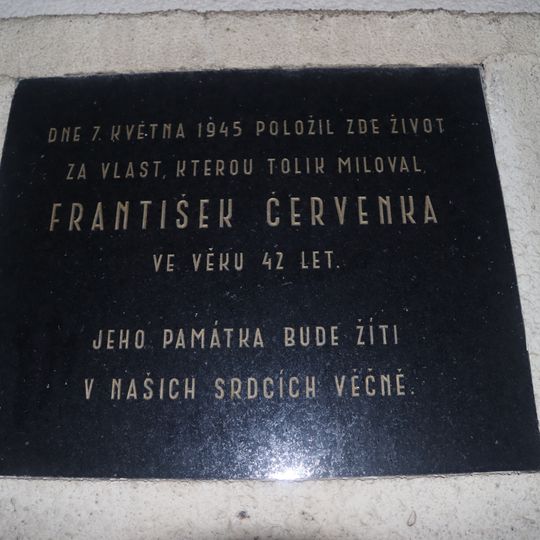 DNE 7. KVĚTNA 1945 POLOŽIL ZDE ŽIVOT
ZA VLAST, KTEROU TOLIK MILOVAL,
FRANTIŠEK ČERVENKA
VE VĚKU 42 LET.
JEHO PAMÁTKA BUDE ŽÍTI
V NAŠICH SRDCÍCH VĚČNĚ.